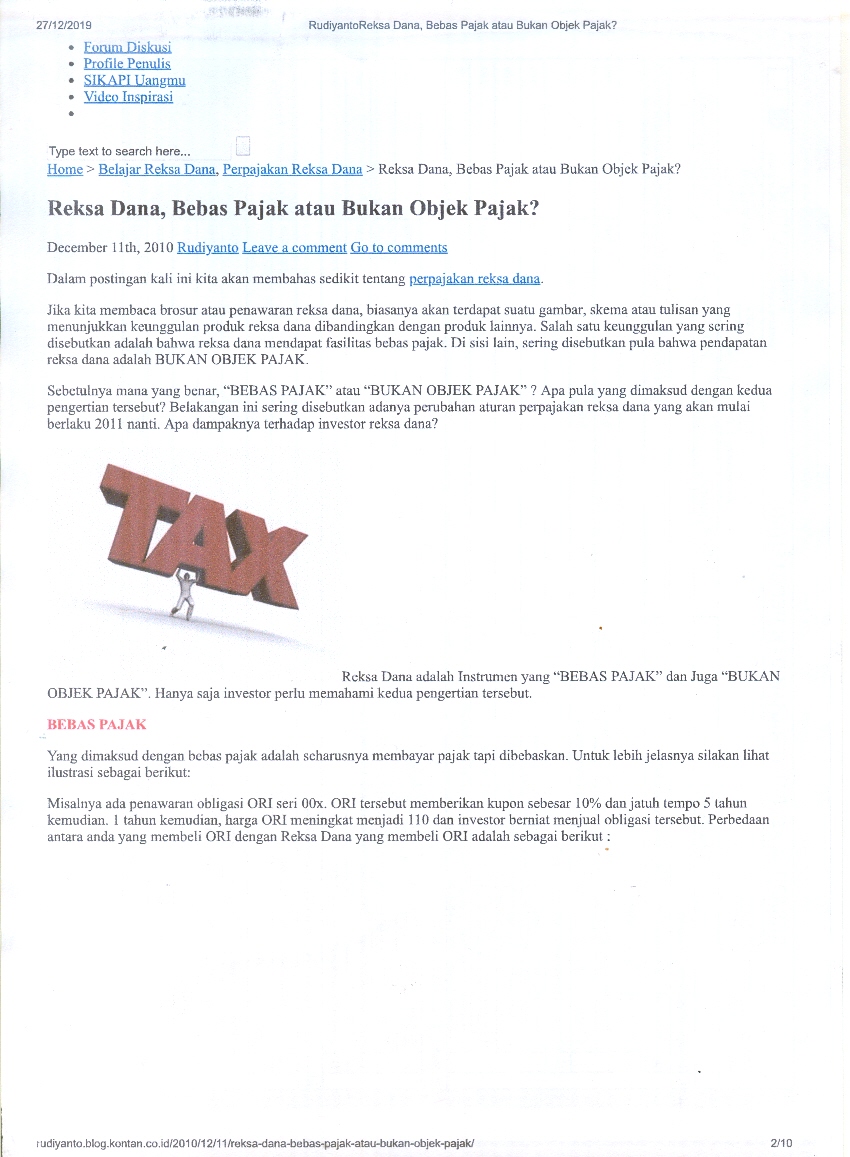 27/12/2019 RudiyantoReksa Dana, Bebas Pajak atau Bukan Objek Pajak?
Forum Diskusi
Profile Penulis
SIKAPI Uangmu
Video Inspirasi
Type text to search here...
Home > Belajar Reksa Dana, Perpajakan Reksa Dana > Reksa Dana, Bebas Pajak atau Bukan Objek Pajak?
Reksa Dana, Bebas Pajak atau Bukan Objek Pajak?
December 11th, 2010 Rudiyanto Leave a comment Go to comments
Dalam postingan kali ini kita akan membahas sedikit tentang perpajakan reksa dana.
Jika kita membaca brosur atau penawaran reksa dana, biasanya akan terdapat suatu gambar, skema atau tulisan yang
menunjukkan keunggulan produk reksa dana dibandingkan dengan produk lainnya. Salah satu keunggulan yang sering
disebutkan adalah bahwa reksa dana mendapat fasilitas bebas pajak. Di sisi lain, sering disebutkan pula bahwa pendapatan
reksa dana adalah BUKAN OBJEK PAJAK.
Sebetulnya mana yang benar, “BEBAS PAJAK” atau “BUKAN OBJEK PAJAK” ? Apa pula yang dimaksud dengan kedua
pengertian tersebut? Belakangan ini sering disebutkan adanya perubahan aturan perpajakan reksa dana yang akan mulai
berlaku 2011 nanti. Apa dampaknya terhadap investor reksa dana?
TAX
Reksa Dana adalah Instrumen yang “BEBAS PAJAK” dan Juga “BUKAN
OBJEK PAJAK”. Hanya saja investor perlu memahami kedua pengertian tersebut.
BEBAS PAJAK
Yang dimaksud dengan bebas pajak adalah seharusnya membayar pajak tapi dibebaskan. Untuk lebih jelasnya silakan lihat
ilustrasi sebagai berikut:
Misalnya ada penawaran obligasi ORI seri 00x. ORI tersebut memberikan kupon sebesar 10% dan jatuh tempo 5 tahun
kemudian. 1 tahun kemudian, harga ORI meningkat menjadi 110 dan investor berniat menjual obligasi tersebut. Perbedaan
antara anda yang membeli ORI dengan Reksa Dana yang membeli ORI adalah sebagai berikut :
rudiyanto.blog.kontan.co.id/2010/12/11/reksa-dana-bebas-pajak-atau-bukan-objek-pajak/ 2/10